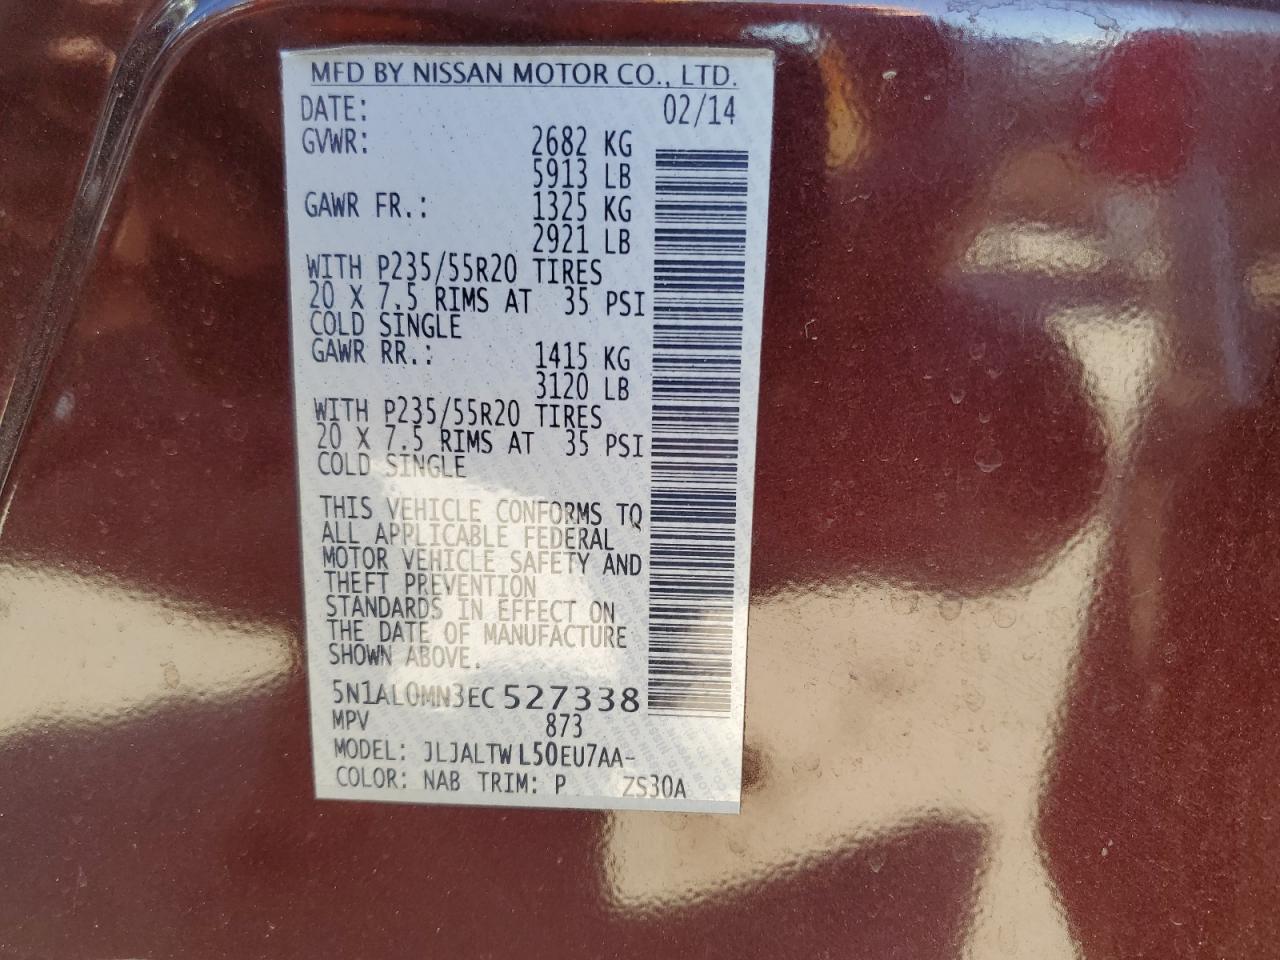 MFD BY NISSAN MOTOR CO., LTD.
DATE: 02/14
GVWR: 2682 KG
5913 LB
GAWR FR.: 1325 KG
2921 LB
WITH P235/55R20 TIRES
20 X 7.5 RIMS AT 35 PSI
COLD SINGLE
GAWR RR.: 1415 KG
3120 LB
WITH P235/55R20 TIRES
20 X 7.5 RIMS AT 35 PSI
COLD SINGLE
THIS VEHICLE CONFORMS TO
ALL APPLICABLE FEDERAL
MOTOR VEHICLE SAFETY AND
THEFT PREVENTION
STANDARDS IN EFFECT ON
THE DATE OF MANUFACTURE
SHOWN ABOVE.
5N1AL0MN3EC527338
MPV 873
MODEL: JLJALTWL50EU7AA-
COLOR: NAB TRIM: P ZS30A